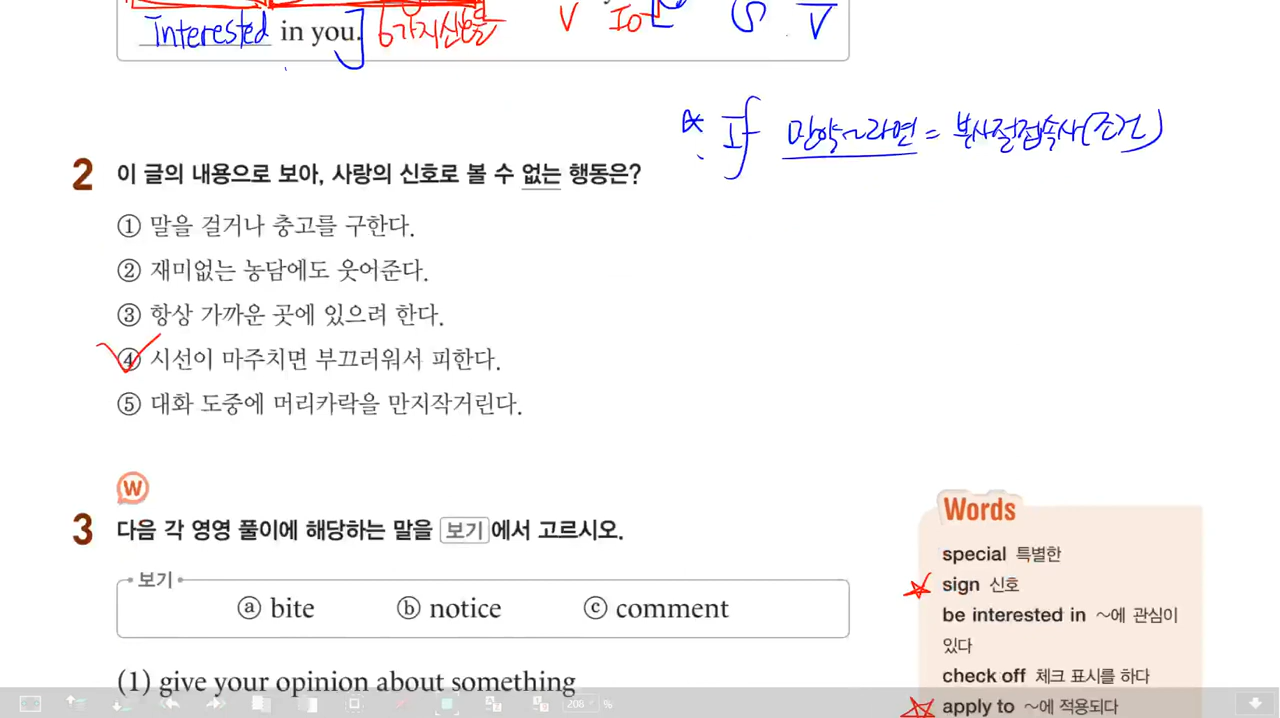 Interested in you. 6가지신호들 V IO S V
* If 만약~라면 = 부사절접속사(조건)
2 이 글의 내용으로 보아, 사랑의 신호로 볼 수 없는 행동은?
① 말을 걸거나 충고를 구한다.
② 재미없는 농담에도 웃어준다.
③ 항상 가까운 곳에 있으려 한다.
④ 시선이 마주치면 부끄러워서 피한다.
⑤ 대화 도중에 머리카락을 만지작거린다.
W
3 다음 각 영영 풀이에 해당하는 말을 보기 에서 고르시오.
보기
ⓐ bite ⓑ notice ⓒ comment
(1) give your opinion about something
Words
special 특별한
sign 신호
be interested in ~에 관심이
있다
check off 체크 표시를 하다
apply to ~에 적용되다
208 %